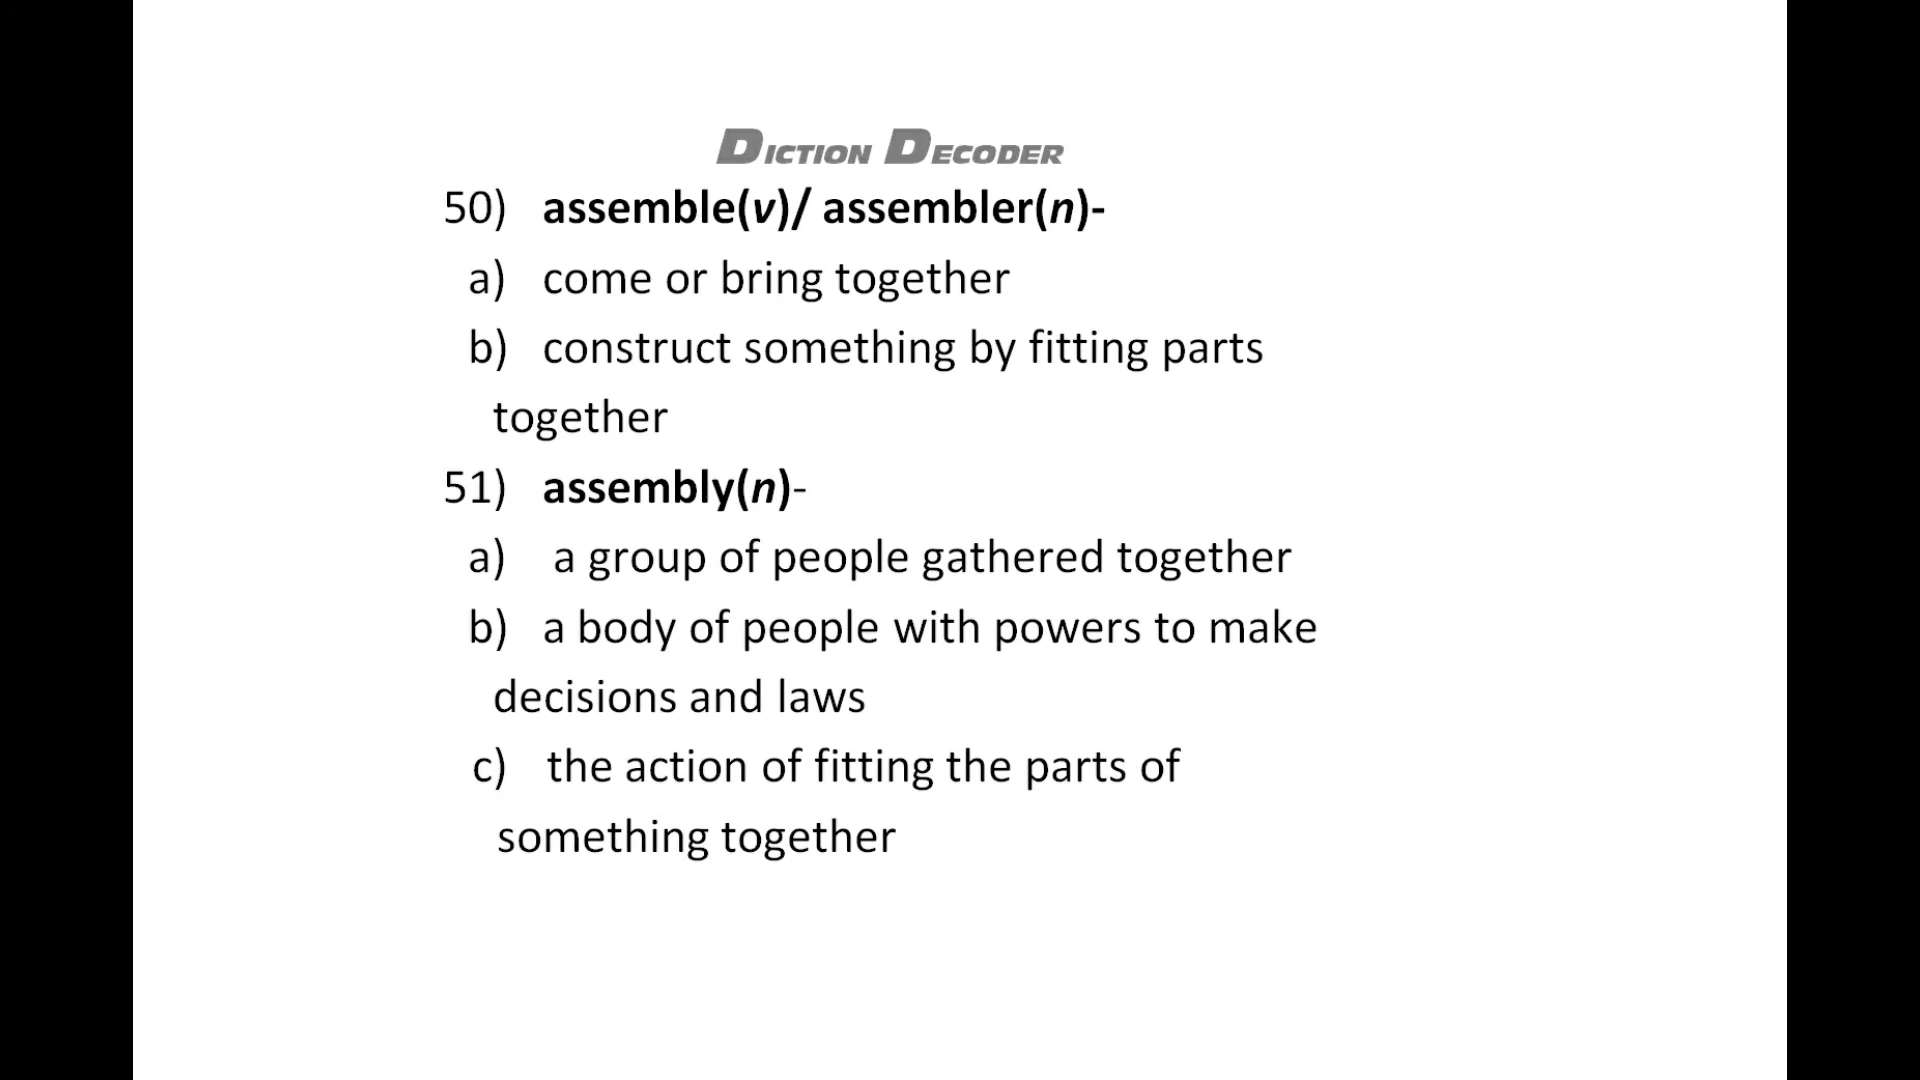 DICTION DECODER
50) assemble(v)/ assembler(n)-
a) come or bring together
b) construct something by fitting parts
together
51) assembly(n)-
a) a group of people gathered together
b) a body of people with powers to make
decisions and laws
c) the action of fitting the parts of
something together